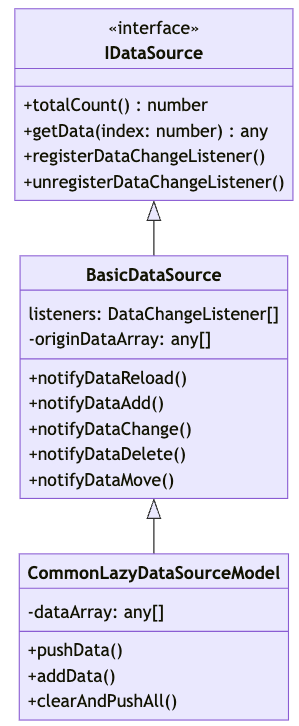 «interface»
IDataSource
+totalCount() : number
+getData(index: number) : any
+registerDataChangeListener()
+unregisterDataChangeListener()
BasicDataSource
listeners: DataChangeListener[]
-originDataArray: any[]
+notifyDataReload()
+notifyDataAdd()
+notifyDataChange()
+notifyDataDelete()
+notifyDataMove()
CommonLazyDataSourceModel
-dataArray: any[]
+pushData()
+addData()
+clearAndPushAll()